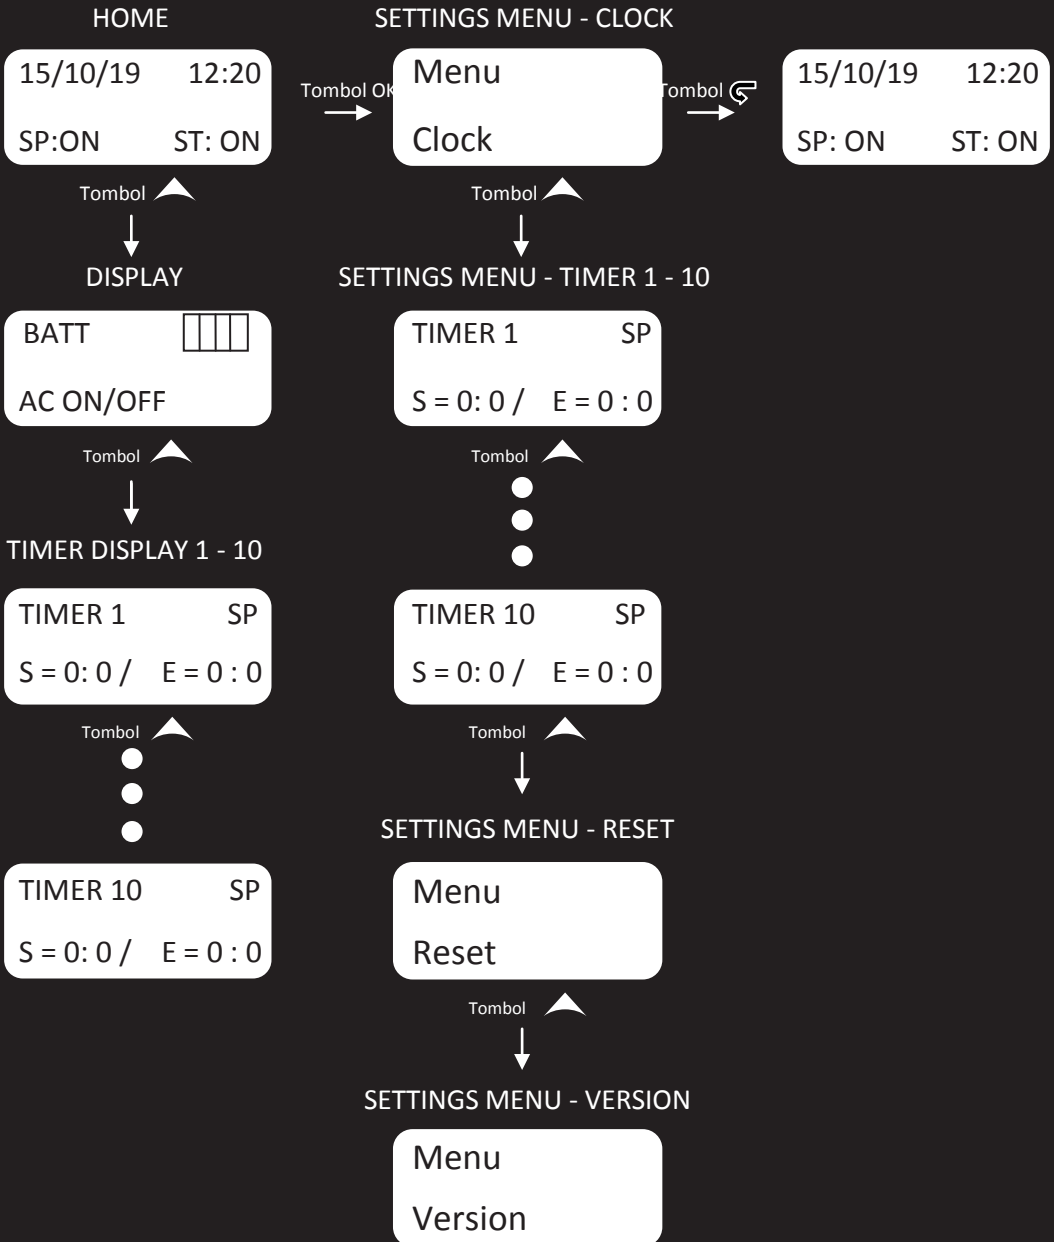 HOME
15/10/19 12:20
SP:ON ST: ON
Tombol
DISPLAY
BATT
AC ON/OFF
Tombol
TIMER DISPLAY 1 - 10
TIMER 1 SP
S = 0: 0 / E = 0 : 0
Tombol
TIMER 10 SP
S = 0: 0 / E = 0 : 0
Tombol OK
SETTINGS MENU - CLOCK
Menu
Clock
Tombol
SETTINGS MENU - TIMER 1 - 10
TIMER 1 SP
S = 0: 0 / E = 0 : 0
Tombol
TIMER 10 SP
S = 0: 0 / E = 0 : 0
Tombol
SETTINGS MENU - RESET
Menu
Reset
Tombol
SETTINGS MENU - VERSION
Menu
Version
Tombol
15/10/19 12:20
SP: ON ST: ON